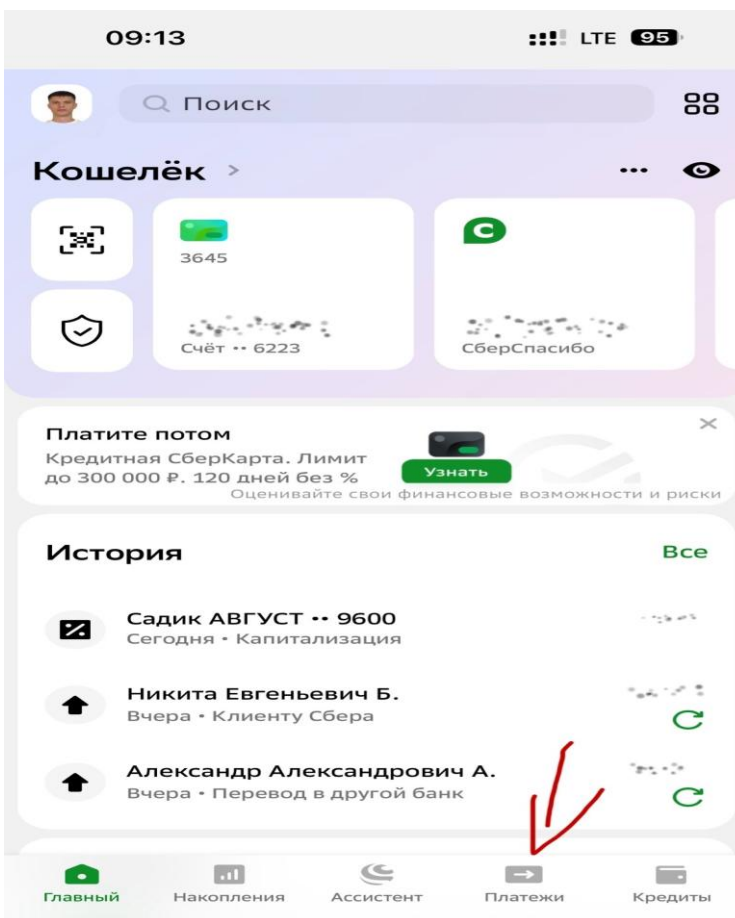 09:13
LTE 95
Поиск
Кошелёк
3645
Счёт •• 6223
СберСпасибо
Платите потом
Кредитная СберКарта. Лимит
до 300 000 ₽. 120 дней без %
Узнать
Оценивайте свои финансовые возможности и риски
История
Все
Садик АВГУСТ •• 9600
Сегодня • Капитализация
Никита Евгеньевич Б.
Вчера • Клиенту Сбера
Александр Александрович А.
Вчера • Перевод в другой банк
Главный
Накопления
Ассистент
Платежи
Кредиты